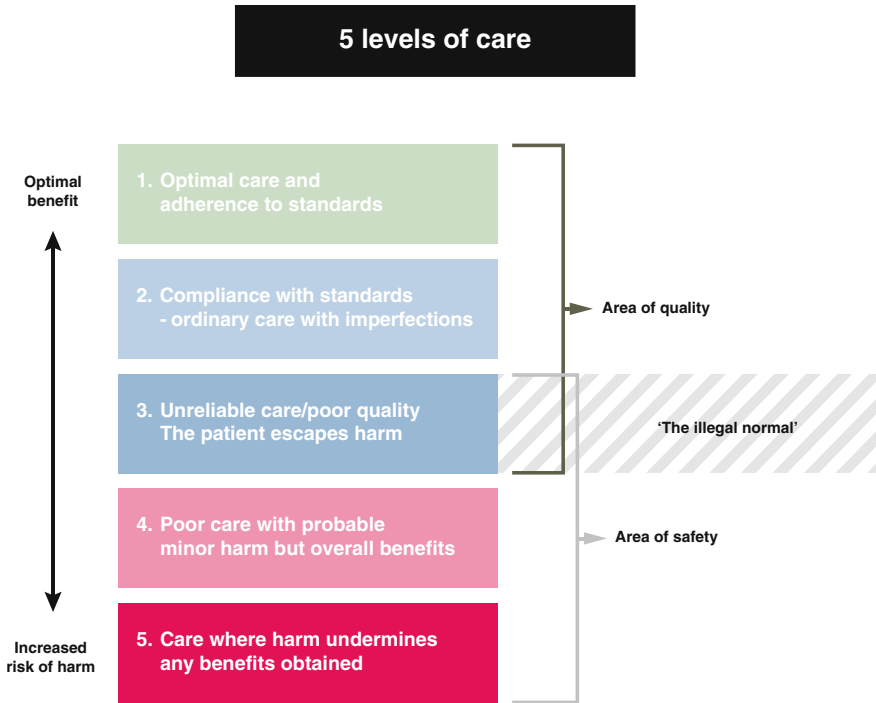 5 levels of care
Optimal
benefit
1. Optimal care and
adherence to standards
2. Compliance with standards
- ordinary care with imperfections
Area of quality
3. Unreliable care/poor quality
The patient escapes harm
‘The illegal normal’
4. Poor care with probable
minor harm but overall benefits
Area of safety
Increased
risk of harm
5. Care where harm undermines
any benefits obtained